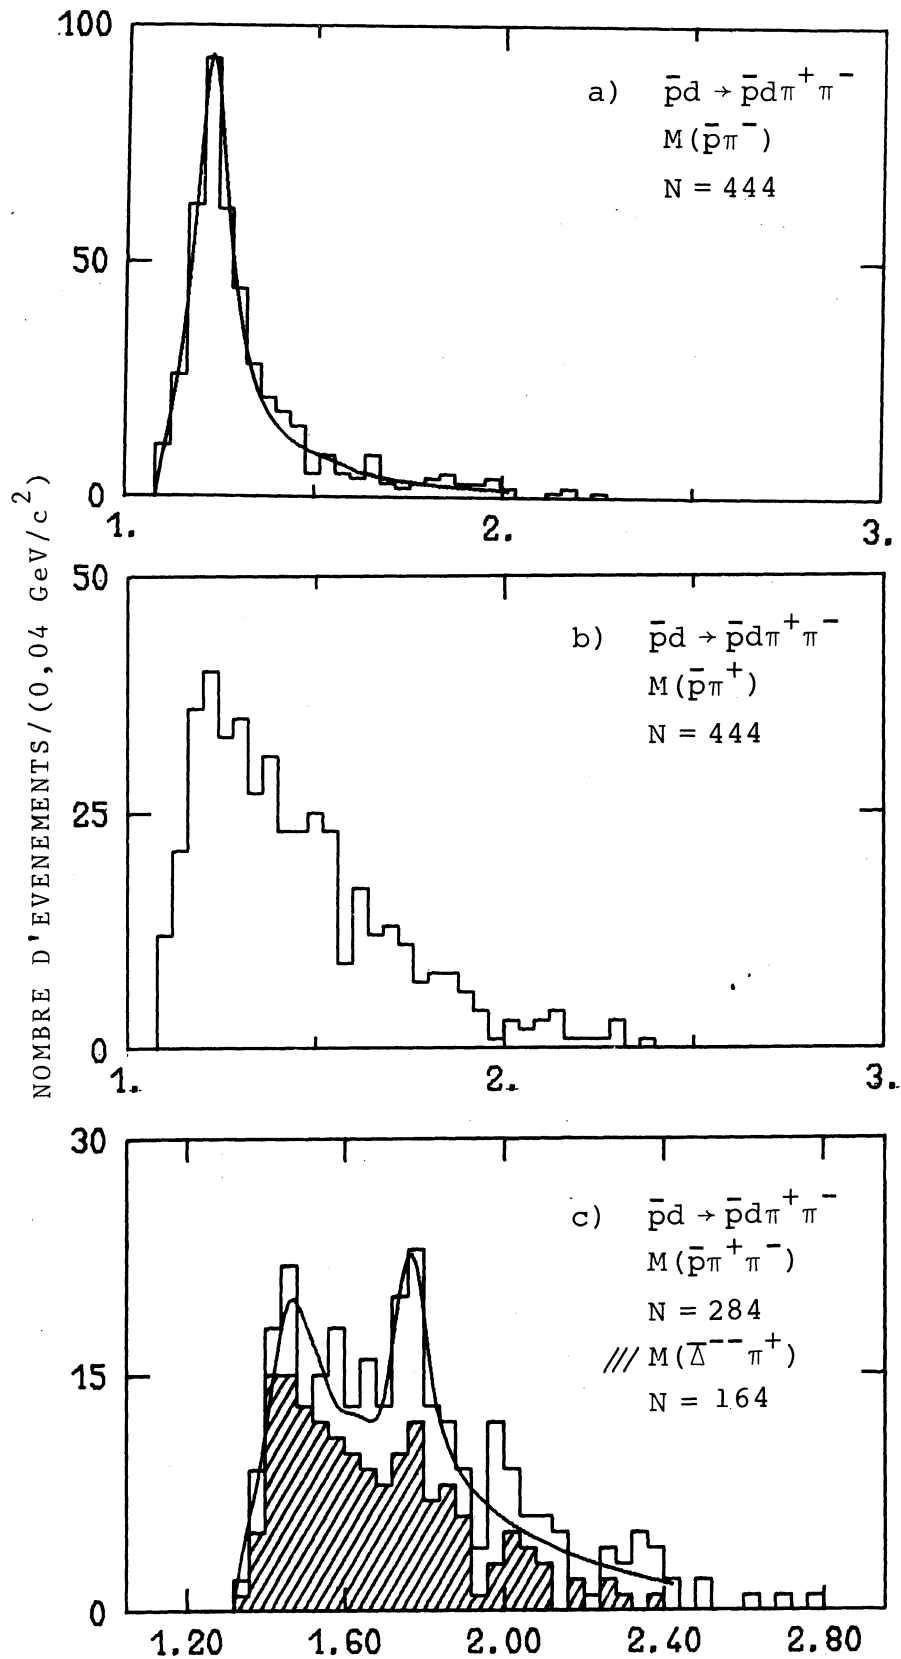 NOMBRE D'EVENEMENTS/(0,04 GeV/c²)
100
50
0
1. 2. 3.
a) p̄d → p̄dπ⁺π⁻
M(p̄π⁻)
N = 444
50
25
0
1. 2. 3.
b) p̄d → p̄dπ⁺π⁻
M(p̄π⁺)
N = 444
30
15
0
1.20 1.60 2.00 2.40 2.80
c) p̄d → p̄dπ⁺π⁻
M(p̄π⁺π⁻)
N = 284
/// M(Δ̄⁻⁻π⁺)
N = 164